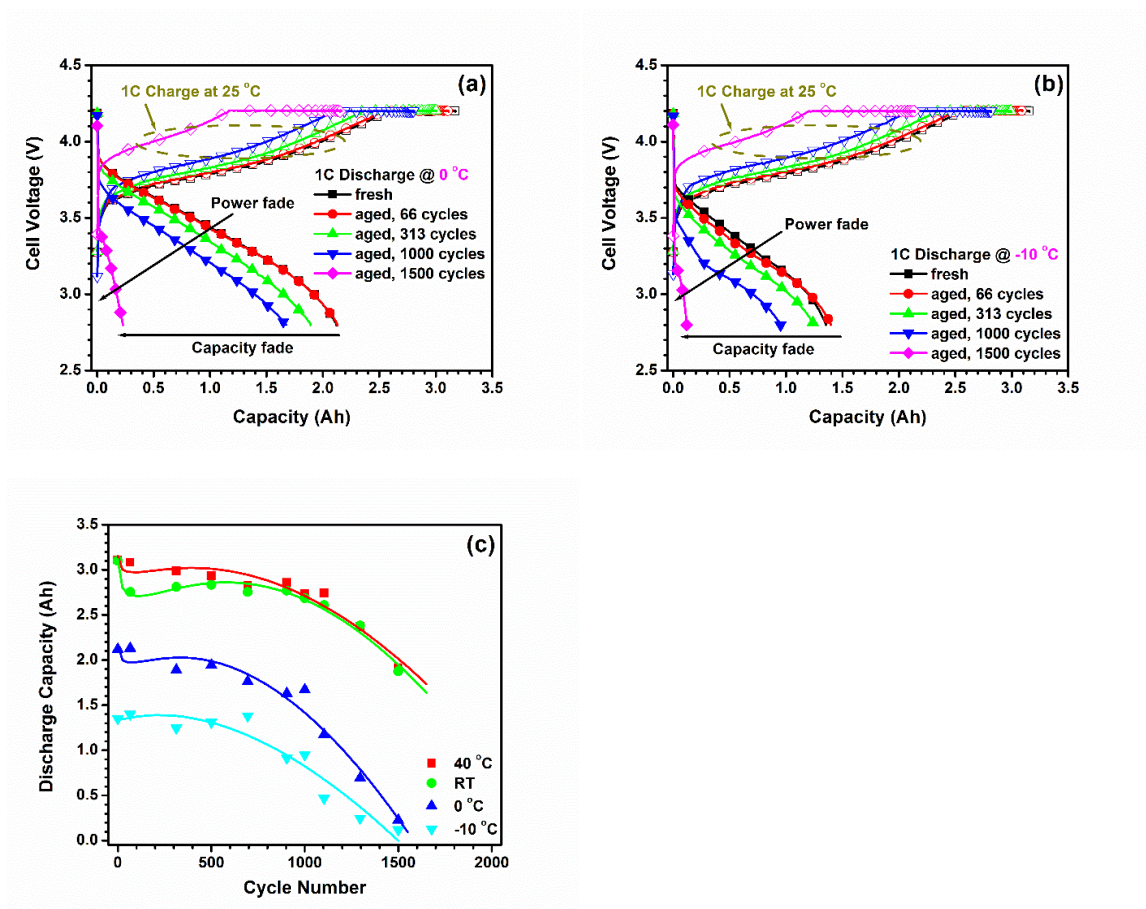 (a)
1C Charge at 25 °C
1C Discharge @ 0 °C
fresh
aged, 66 cycles
aged, 313 cycles
aged, 1000 cycles
aged, 1500 cycles
Power fade
Capacity fade
4.5
4.0
3.5
3.0
2.5
Cell Voltage (V)
0.0 0.5 1.0 1.5 2.0 2.5 3.0 3.5
Capacity (Ah)
(b)
1C Charge at 25 °C
Power fade
1C Discharge @ -10 °C
fresh
aged, 66 cycles
aged, 313 cycles
aged, 1000 cycles
aged, 1500 cycles
Capacity fade
4.5
4.0
3.5
3.0
2.5
Cell Voltage (V)
0.0 0.5 1.0 1.5 2.0 2.5 3.0 3.5
Capacity (Ah)
(c)
3.5
3.0
2.5
2.0
1.5
1.0
0.5
0.0
Discharge Capacity (Ah)
40 °C
RT
0 °C
-10 °C
0 500 1000 1500 2000
Cycle Number